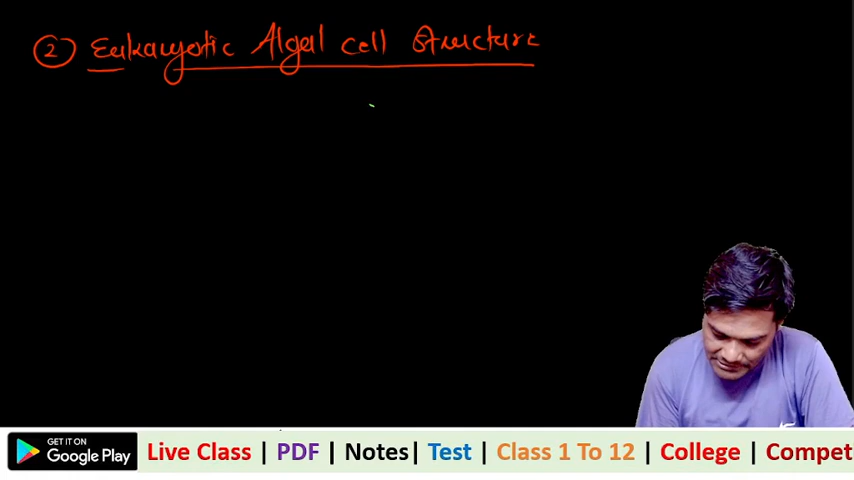 ② Eukaryotic Algal cell Structure
GET IT ON
Google Play
Live Class | PDF | Notes| Test | Class 1 To 12 | College | Compet